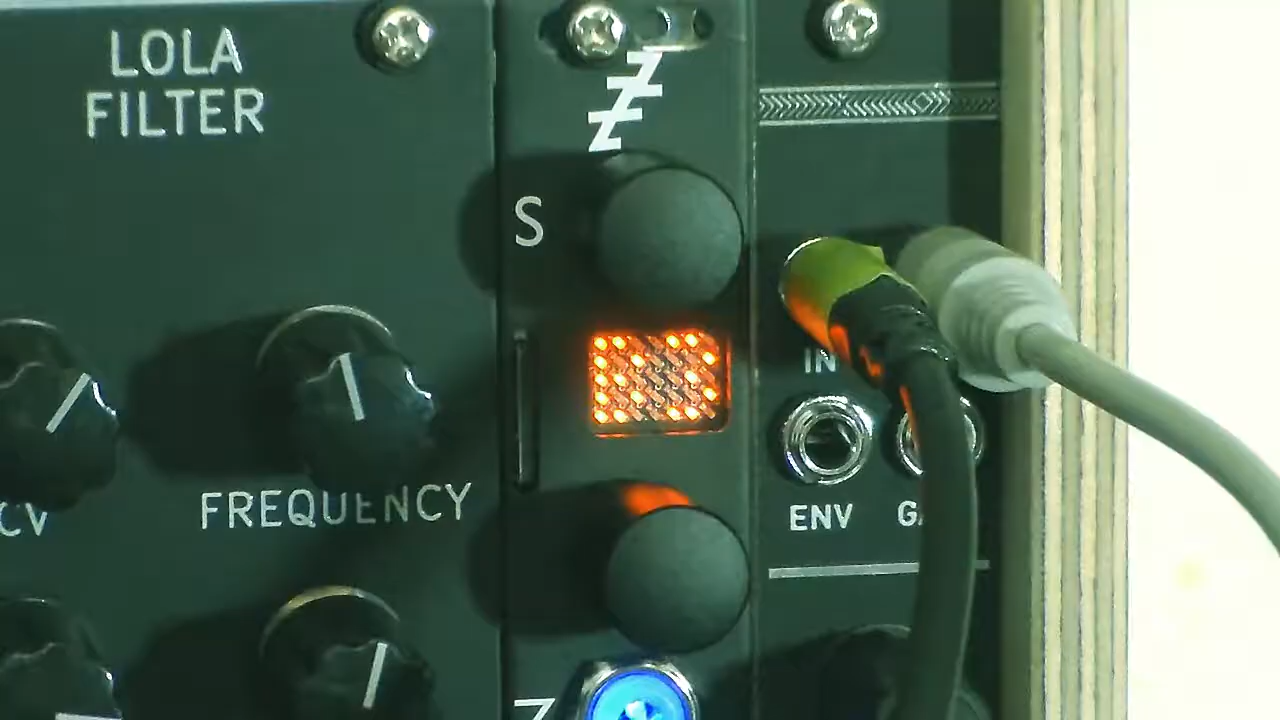 LOLA
FILTER
S
IN
ENV
CV
FREQUENCY
Z